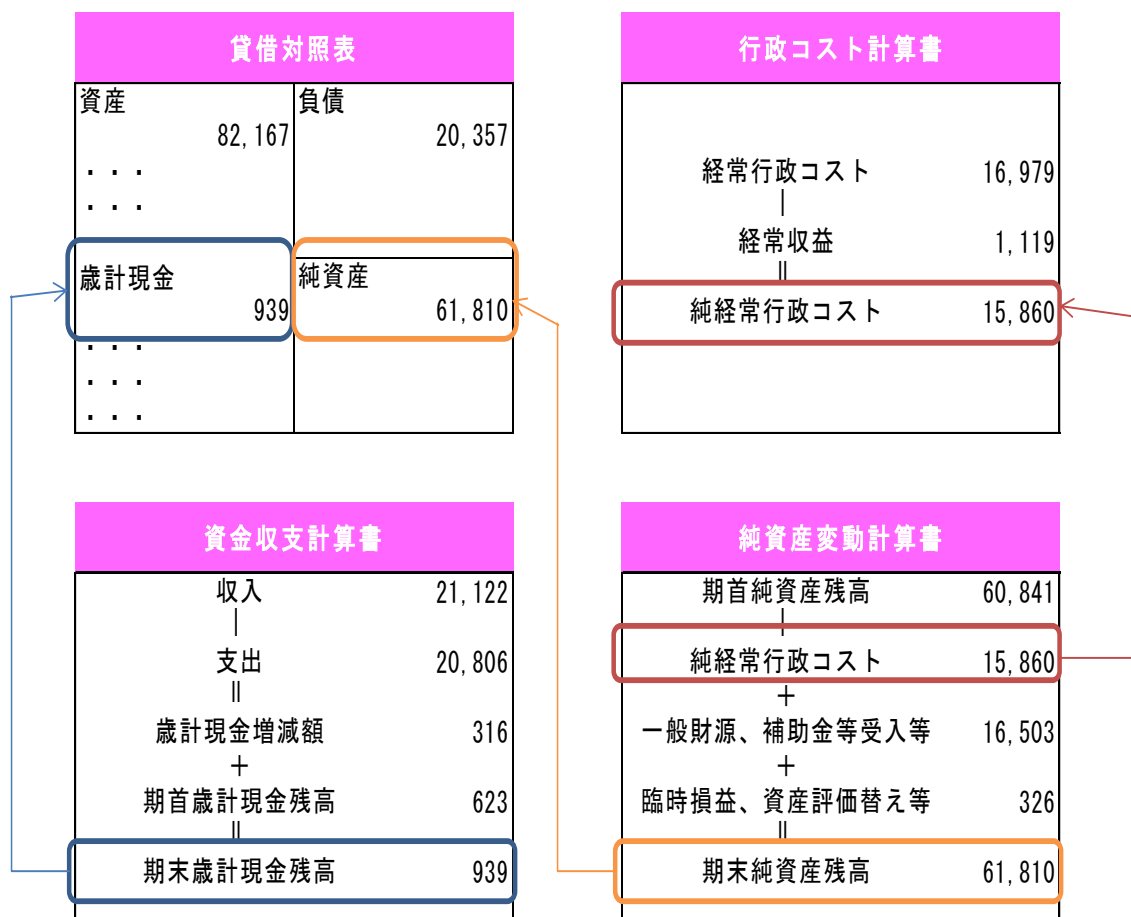 貸借対照表
資産
82,167
・・・
・・・
歳計現金
939
・・・
・・・
・・・
負債
20,357
純資産
61,810
行政コスト計算書
経常行政コスト 16,979
｜
経常収益 1,119
||
純経常行政コスト 15,860
資金収支計算書
収入 21,122
｜
支出 20,806
||
歳計現金増減額 316
＋
期首歳計現金残高 623
||
期末歳計現金残高 939
純資産変動計算書
期首純資産残高 60,841
｜
純経常行政コスト 15,860
＋
一般財源、補助金等受入等 16,503
＋
臨時損益、資産評価替え等 326
||
期末純資産残高 61,810